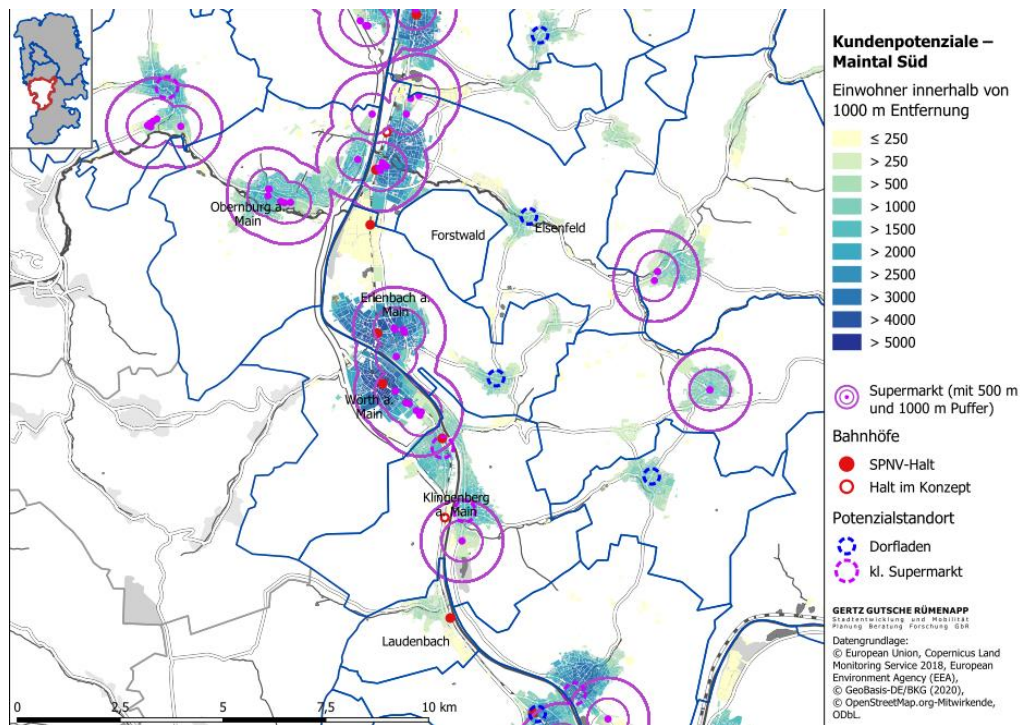 Obernburg a.
Main
Forstwald
Elsenfeld
Erlenbach a.
Main
Wörth a.
Main
Klingenberg
a. Main
Laudenbach
0
2,5
5
7,5
10 km
Kundenpotenziale –
Maintal Süd
Einwohner innerhalb von
1000 m Entfernung
≤ 250
> 250
> 500
> 1000
> 1500
> 2000
> 2500
> 3000
> 4000
> 5000
Supermarkt (mit 500 m
und 1000 m Puffer)
Bahnhöfe
SPNV-Halt
Halt im Konzept
Potenzialstandort
Dorfladen
kl. Supermarkt
GERTZ GUTSCHE RÜMENAPP
Stadtentwicklung und Mobilität
Planung Beratung Forschung GbR
Datengrundlage:
© European Union, Copernicus Land
Monitoring Service 2018, European
Environment Agency (EEA),
© GeoBasis-DE/BKG (2020),
© OpenStreetMap.org-Mitwirkende,
ODbL.